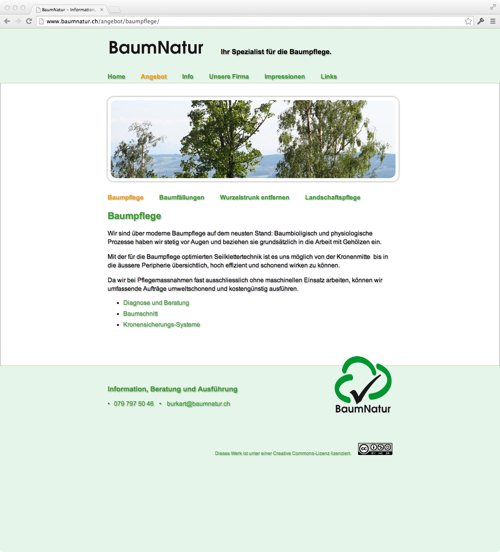 BaumNatur – Information,
www.baumnatur.ch/angebot/baumpflege/
BaumNatur Ihr Spezialist für die Baumpflege.
Home Angebot Info Unsere Firma Impressionen Links
Baumpflege Baumfällungen Wurzelstrunk entfernen Landschaftspflege
Baumpflege
Wir sind über moderne Baumpflege auf dem neusten Stand: Baumbioligisch und physiologische
Prozesse haben wir stetig vor Augen und beziehen sie grundsätzlich in die Arbeit mit Gehölzen ein.
Mit der für die Baumpflege optimierten Seilklettertechnik ist es uns möglich von der Kronenmitte bis in
die äussere Peripherie übersichtlich, hoch effizient und schonend wirken zu können.
Da wir bei Pflegemassnahmen fast ausschliesslich ohne maschinellen Einsatz arbeiten, können wir
umfassende Aufträge umweltschonend und kostengünstig ausführen.
• Diagnose und Beratung
• Baumschnitt
• Kronensicherungs-Systeme
Information, Beratung und Ausführung
• 079 797 50 46 • burkart@baumnatur.ch
BaumNatur
Dieses Werk ist unter einer Creative Commons-Lizenz lizenziert.